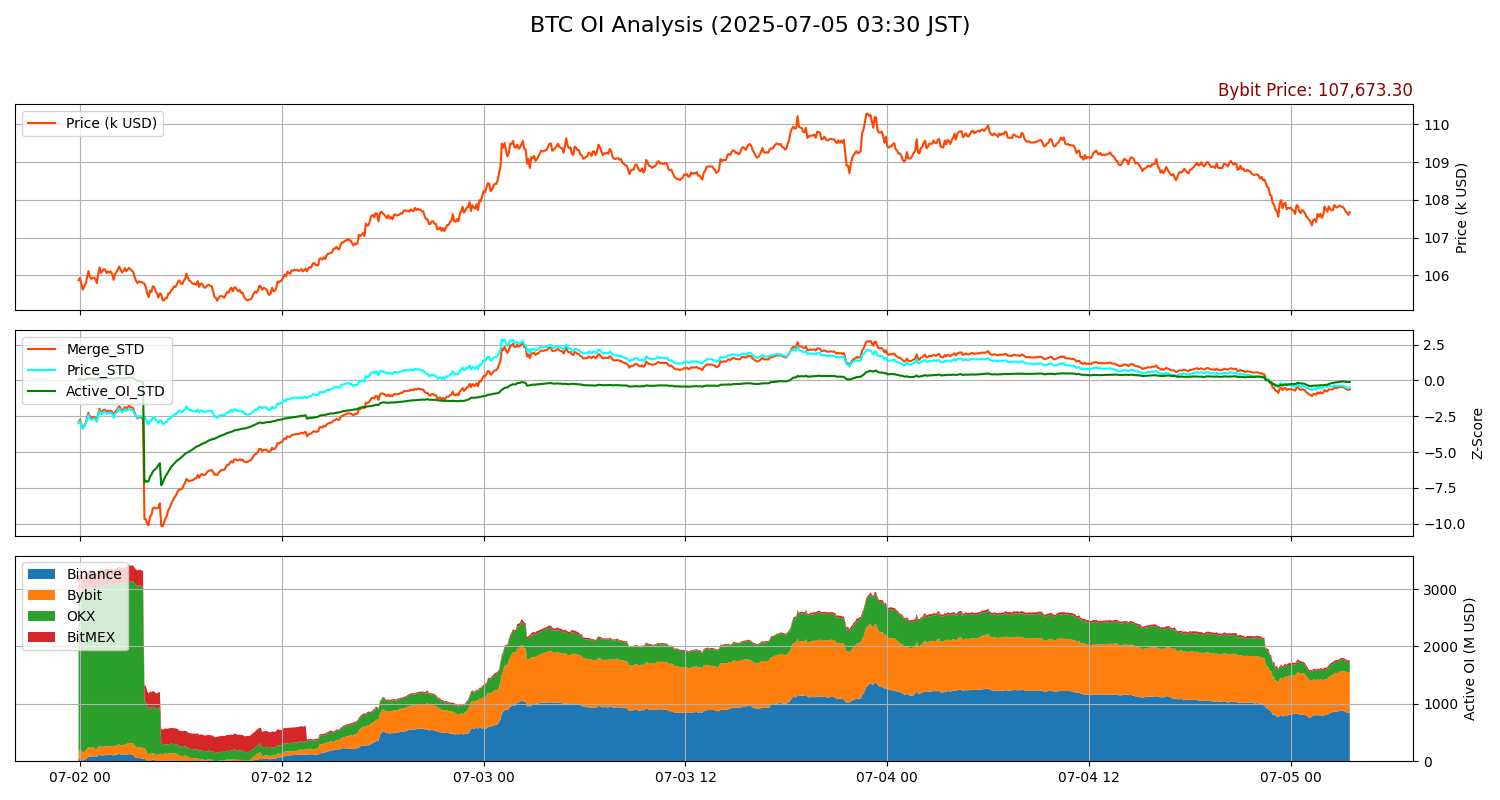 BTC OI Analysis (2025-07-05 03:30 JST)
Bybit Price: 107,673.30
Price (k USD)
110
109
108
107
106
Price (k USD)
Merge_STD
Price_STD
Active_OI_STD
2.5
0.0
−2.5
−5.0
−7.5
−10.0
Z-Score
Binance
Bybit
OKX
BitMEX
3000
2000
1000
0
Active OI (M USD)
07-02 00
07-02 12
07-03 00
07-03 12
07-04 00
07-04 12
07-05 00